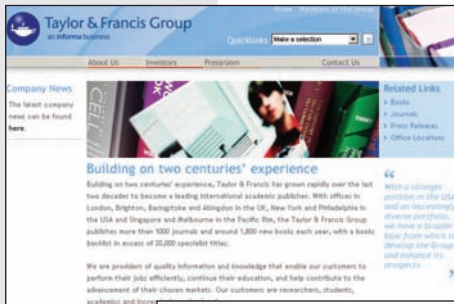 Home
Taylor & Francis Group
an informa business
QuickLinks Make a selection
About Us Investors Pressroom Contact Us
Company News
The latest company
news can be found
here.
CELL
Related Links
Books
Journals
Press Releases
Office Locations
Building on two centuries' experience
Building on two centuries' experience, Taylor & Francis has grown rapidly over the last
two decades to become a leading international academic publisher. With offices in
London, Brighton, Basingstoke and Abingdon in the UK, New York and Philadelphia in
the USA and Singapore and Melbourne in the Pacific Rim, the Taylor & Francis Group
publishes more than 1000 journals and around 1,800 new books each year, with a books
backlist in excess of 20,000 specialist titles.
We are providers of quality information and knowledge that enable our customers to
perform their jobs efficiently, continue their education, and help contribute to the
advancement of their chosen markets. Our customers are researchers, students,
academics and
“
With a stronger
position in the USA
and an increasingly
diverse portfolio,
we have a broader
base from which to
develop the Group
and enhance its
prospects
”